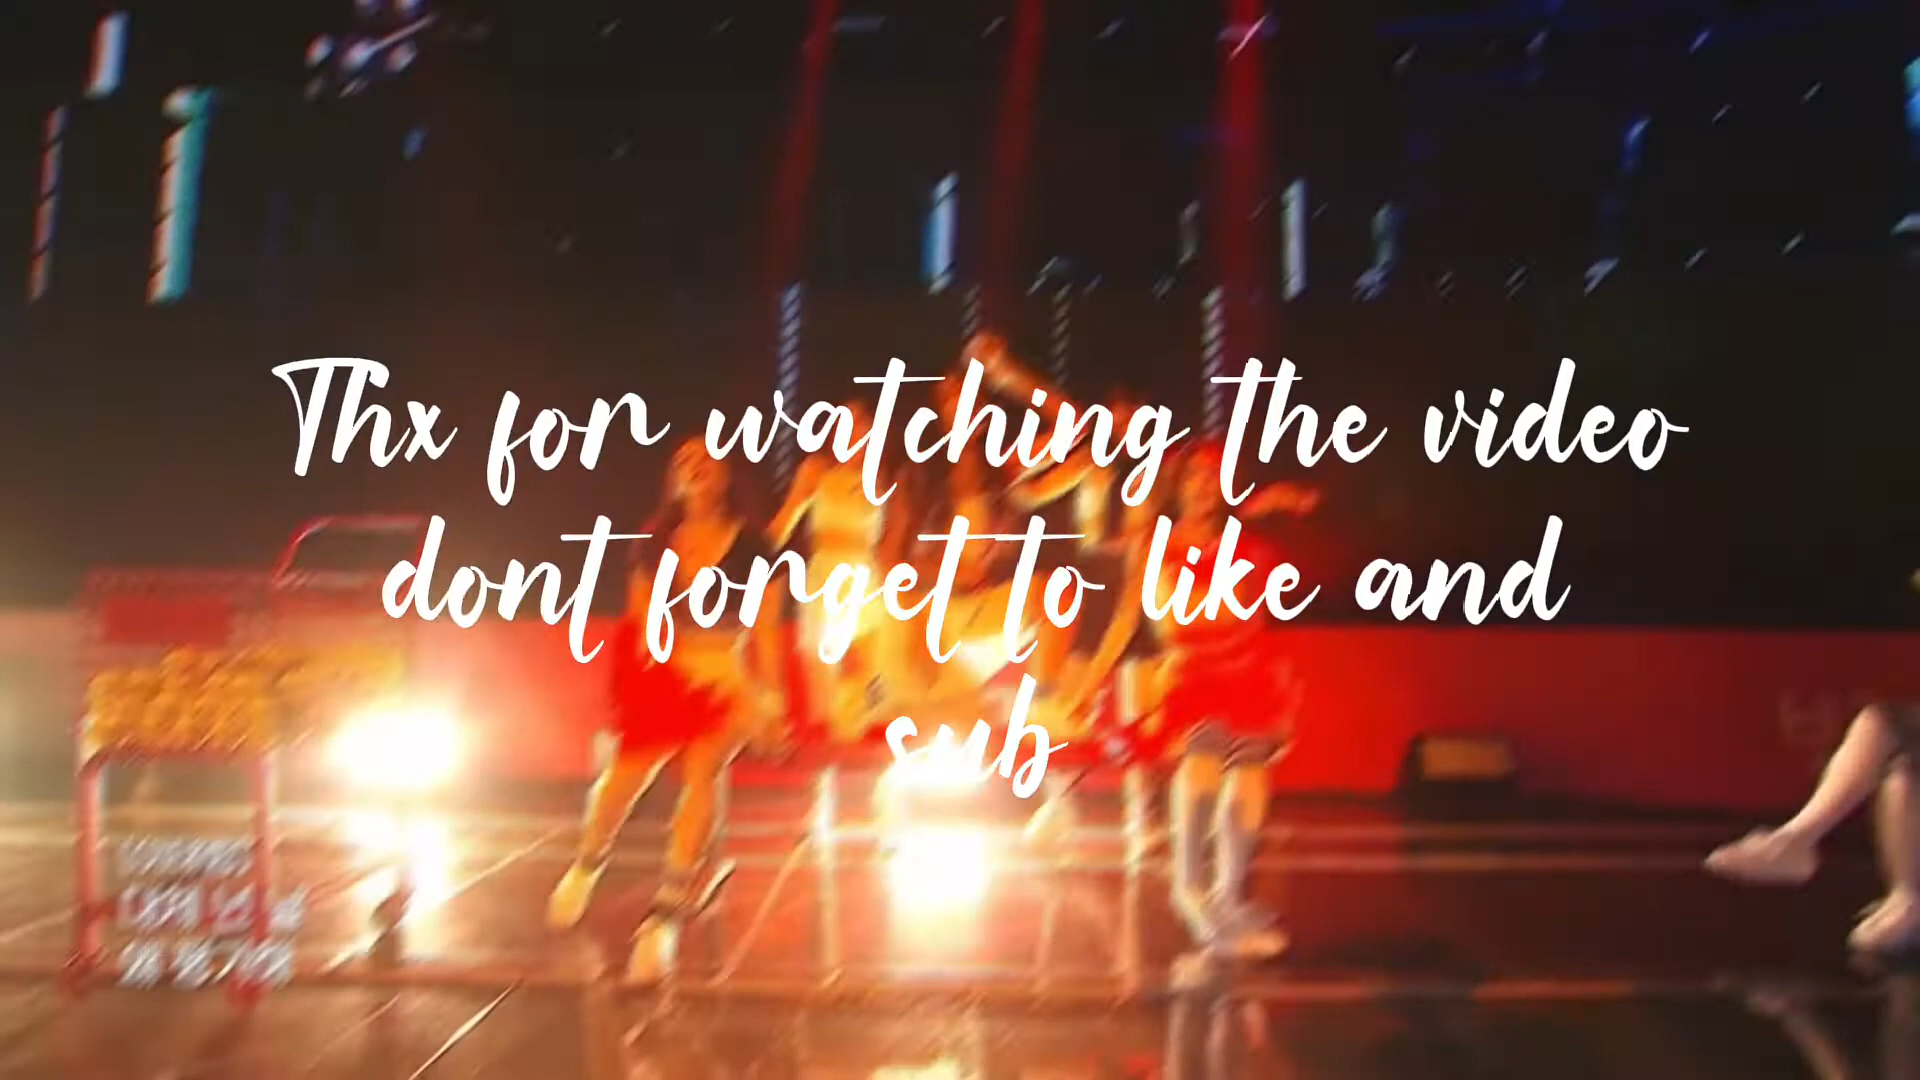 Thx for watching the video
dont forget to like and
sub